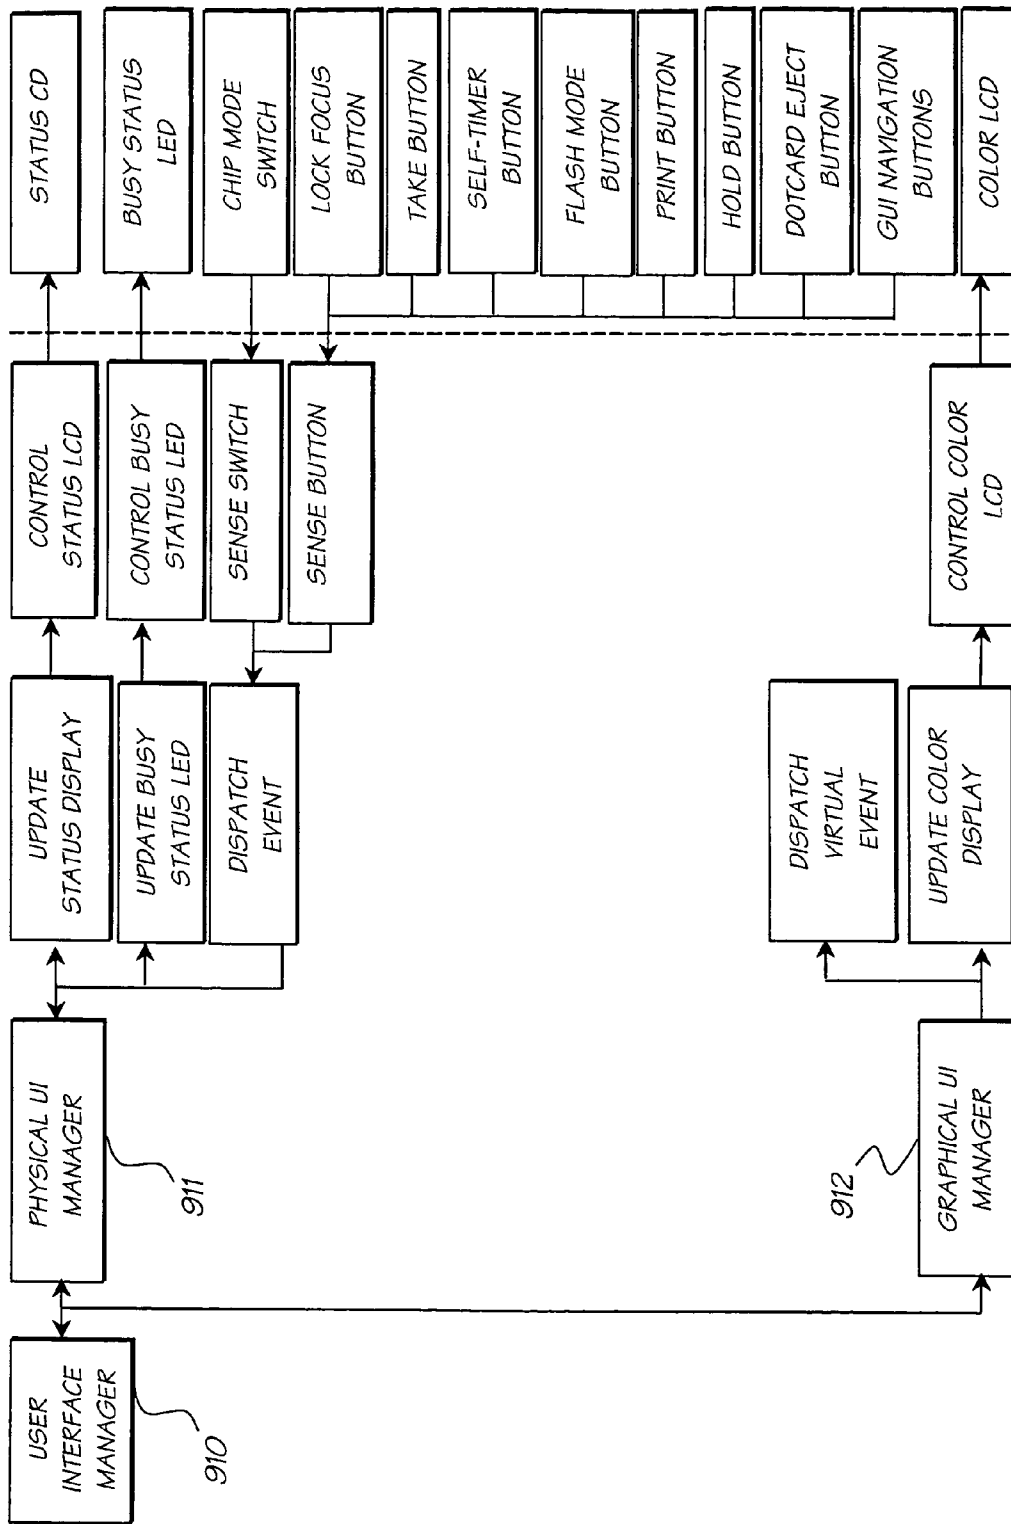 USER
INTERFACE
MANAGER
910
PHYSICAL UI
MANAGER
911
GRAPHICAL UI
MANAGER
912
UPDATE
STATUS DISPLAY
UPDATE BUSY
STATUS LED
DISPATCH
EVENT
DISPATCH
VIRTUAL
EVENT
UPDATE COLOR
DISPLAY
CONTROL
STATUS LCD
CONTROL BUSY
STATUS LED
SENSE SWITCH
SENSE BUTTON
CONTROL COLOR
LCD
STATUS CD
BUSY STATUS
LED
CHIP MODE
SWITCH
LOCK FOCUS
BUTTON
TAKE BUTTON
SELF-TIMER
BUTTON
FLASH MODE
BUTTON
PRINT BUTTON
HOLD BUTTON
DOTCARD EJECT
BUTTON
GUI NAVIGATION
BUTTONS
COLOR LCD